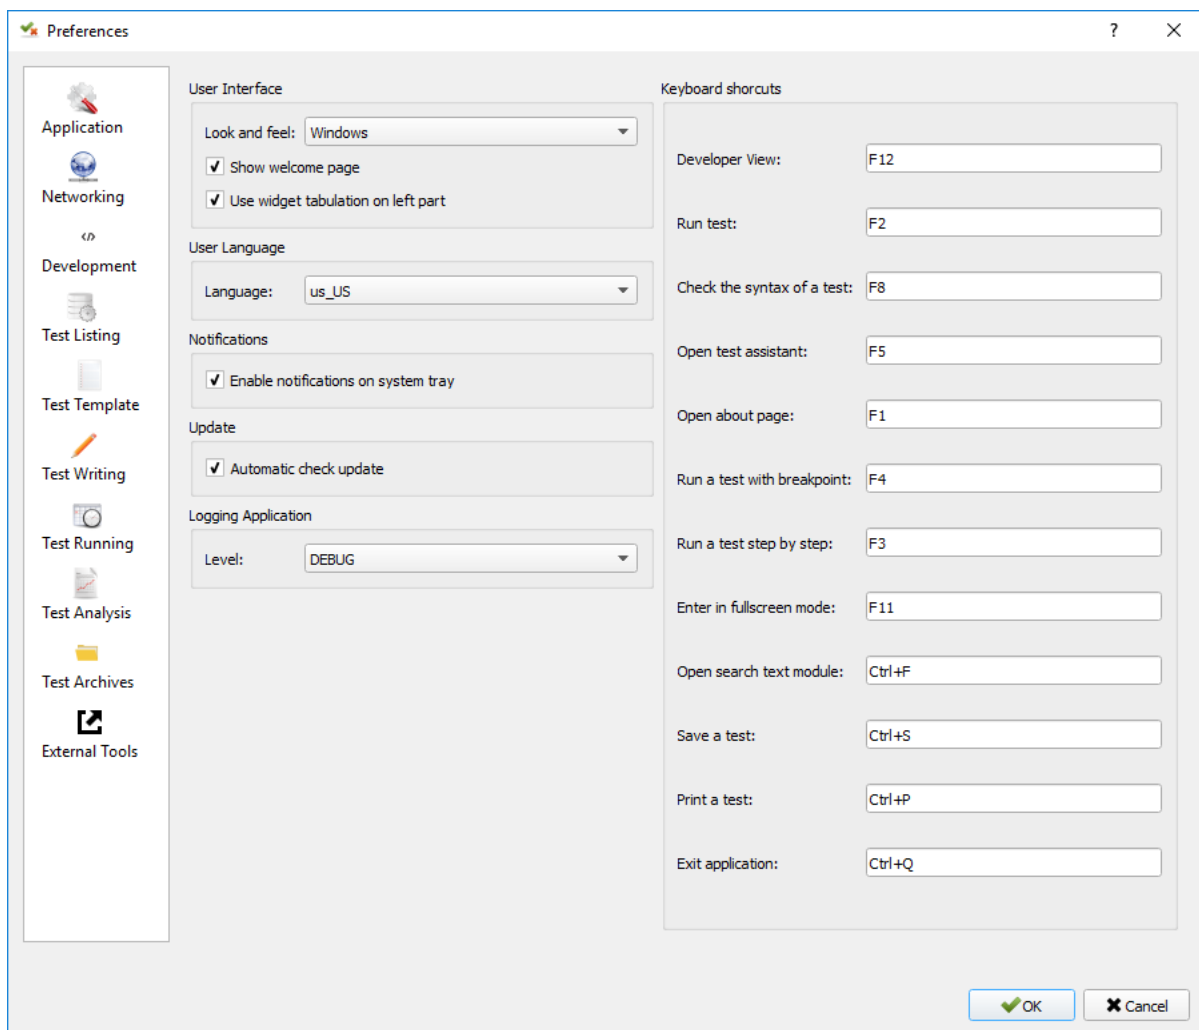 Preferences
?
Application
Networking
Development
Test Listing
Test Template
Test Writing
Test Running
Test Analysis
Test Archives
External Tools
User Interface
Look and feel: Windows
Show welcome page
Use widget tabulation on left part
User Language
Language: us_US
Notifications
Enable notifications on system tray
Update
Automatic check update
Logging Application
Level: DEBUG
Keyboard shorcuts
Developer View: F12
Run test: F2
Check the syntax of a test: F8
Open test assistant: F5
Open about page: F1
Run a test with breakpoint: F4
Run a test step by step: F3
Enter in fullscreen mode: F11
Open search text module: Ctrl+F
Save a test: Ctrl+S
Print a test: Ctrl+P
Exit application: Ctrl+Q
OK
Cancel